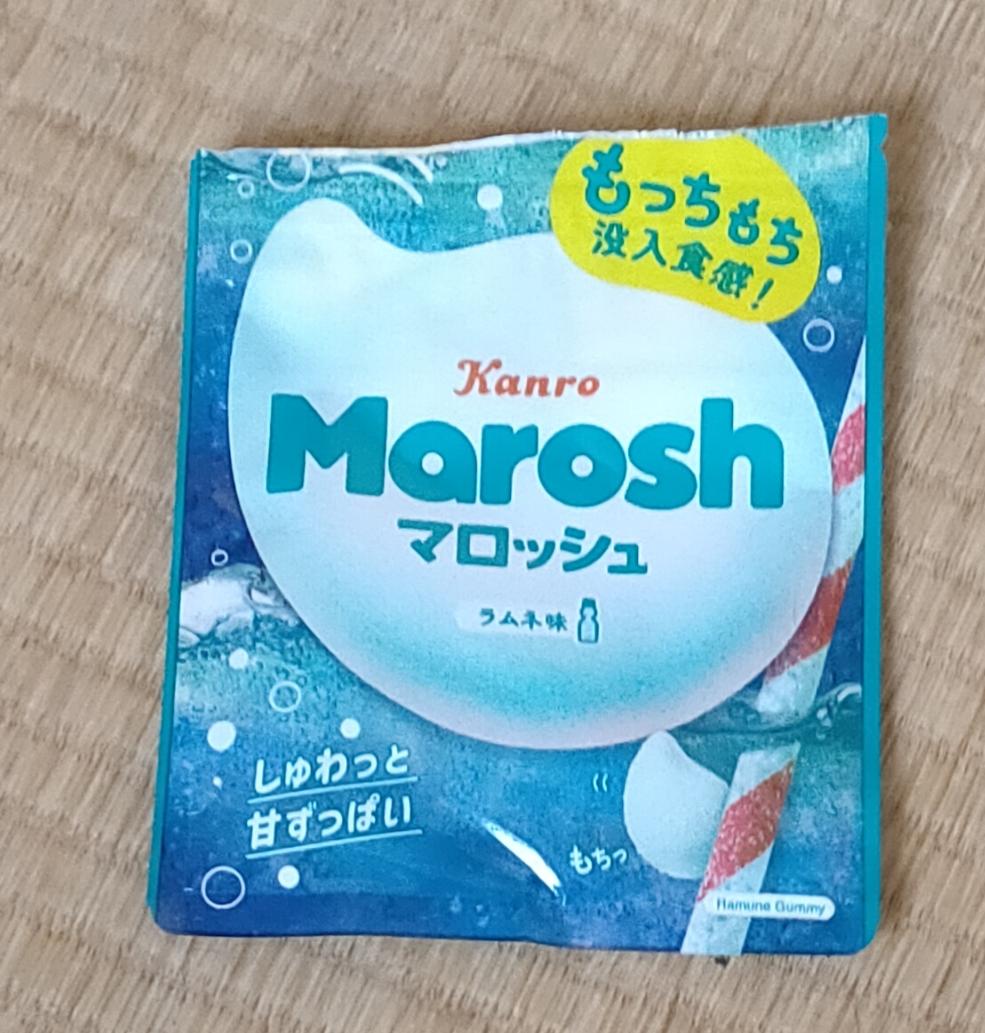 もっちもち
没入食感!
Kanro
Marosh
マロッシュ
ラムネ味
しゅわっと
甘ずっぱい
もちっ
Ramune Gummy